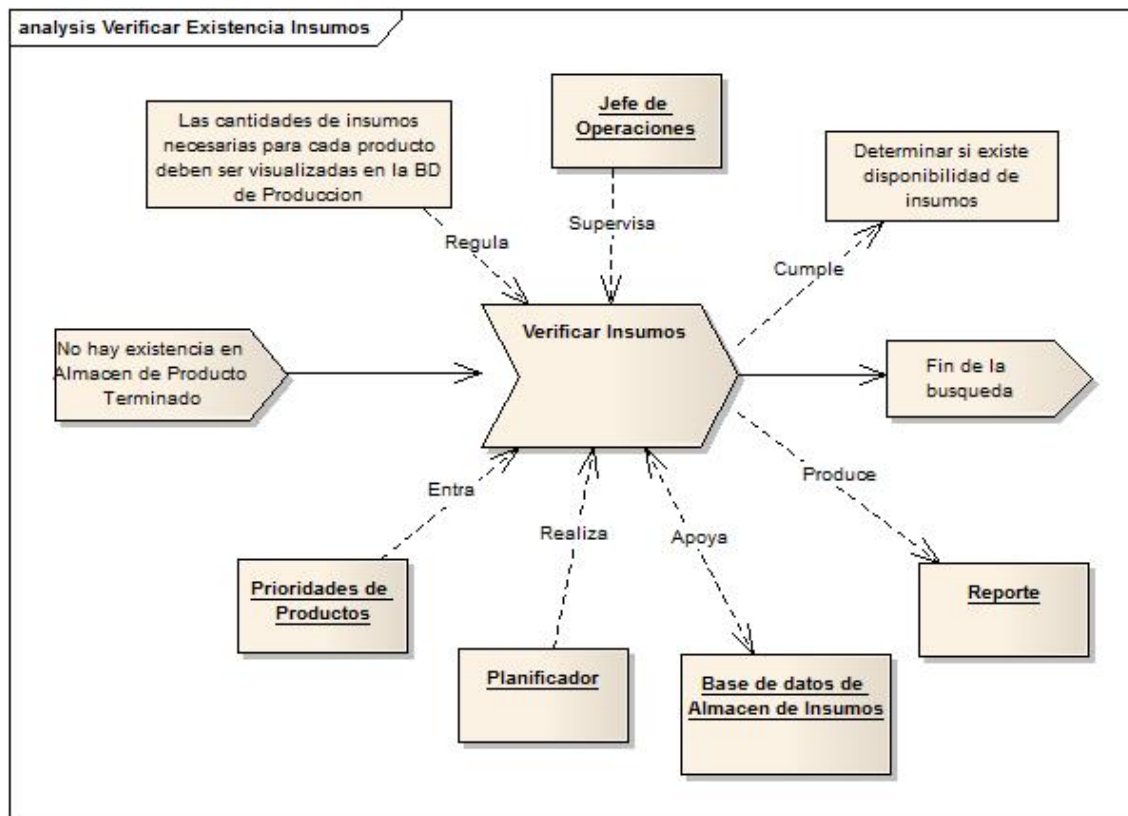 analysis Verificar Existencia Insumos
Las cantidades de insumos
necesarias para cada producto
deben ser visualizadas en la BD
de Produccion
Jefe de
Operaciones
Determinar si existe
disponibilidad de
insumos
Regula
Supervisa
Cumple
No hay existencia en
Almacen de Producto
Terminado
Verificar Insumos
Fin de la
busqueda
Entra
Realiza
Apoya
Produce
Prioridades de
Productos
Planificador
Base de datos de
Almacen de Insumos
Reporte